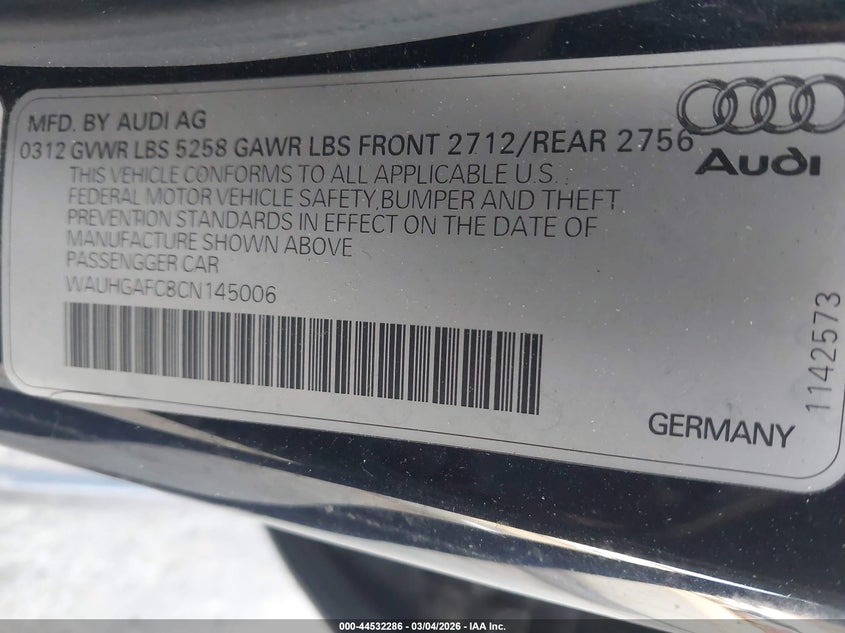 MFD. BY AUDI AG
0312 GVWR LBS 5258 GAWR LBS FRONT 2712/REAR 2756
Audi
THIS VEHICLE CONFORMS TO ALL APPLICABLE U.S.
FEDERAL MOTOR VEHICLE SAFETY,BUMPER AND THEFT
PREVENTION STANDARDS IN EFFECT ON THE DATE OF
MANUFACTURE SHOWN ABOVE
PASSENGGER CAR
WAUHGAFC8CN145006
1142573
GERMANY
000-44532286 - 03/04/2026 - IAA Inc.